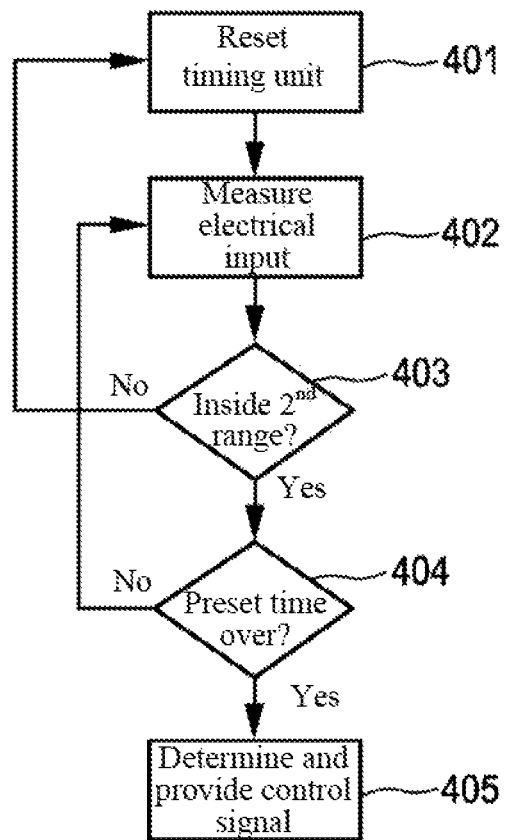 Reset
timing unit
401
Measure
electrical
input
402
403
No
Inside 2nd
range?
Yes
404
No
Preset time
over?
Yes
Determine and
provide control
signal
405